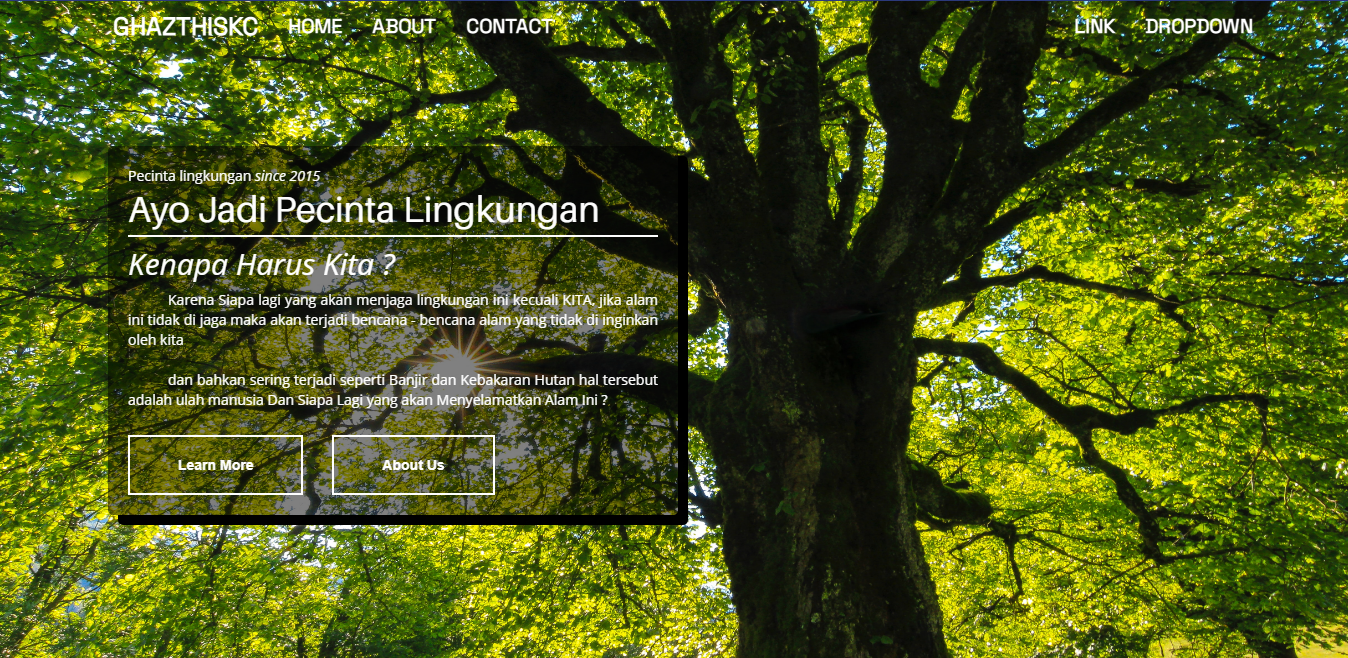 GHAZTHISKC HOME ABOUT CONTACT LINK DROPDOWN
Pecinta lingkungan since 2015
Ayo Jadi Pecinta Lingkungan
Kenapa Harus Kita ?
Karena Siapa lagi yang akan menjaga lingkungan ini kecuali KITA, jika alam
ini tidak di jaga maka akan terjadi bencana - bencana alam yang tidak di inginkan
oleh kita
dan bahkan sering terjadi seperti Banjir dan Kebakaran Hutan hal tersebut
adalah ulah manusia Dan Siapa Lagi yang akan Menyelamatkan Alam Ini ?
Learn More About Us